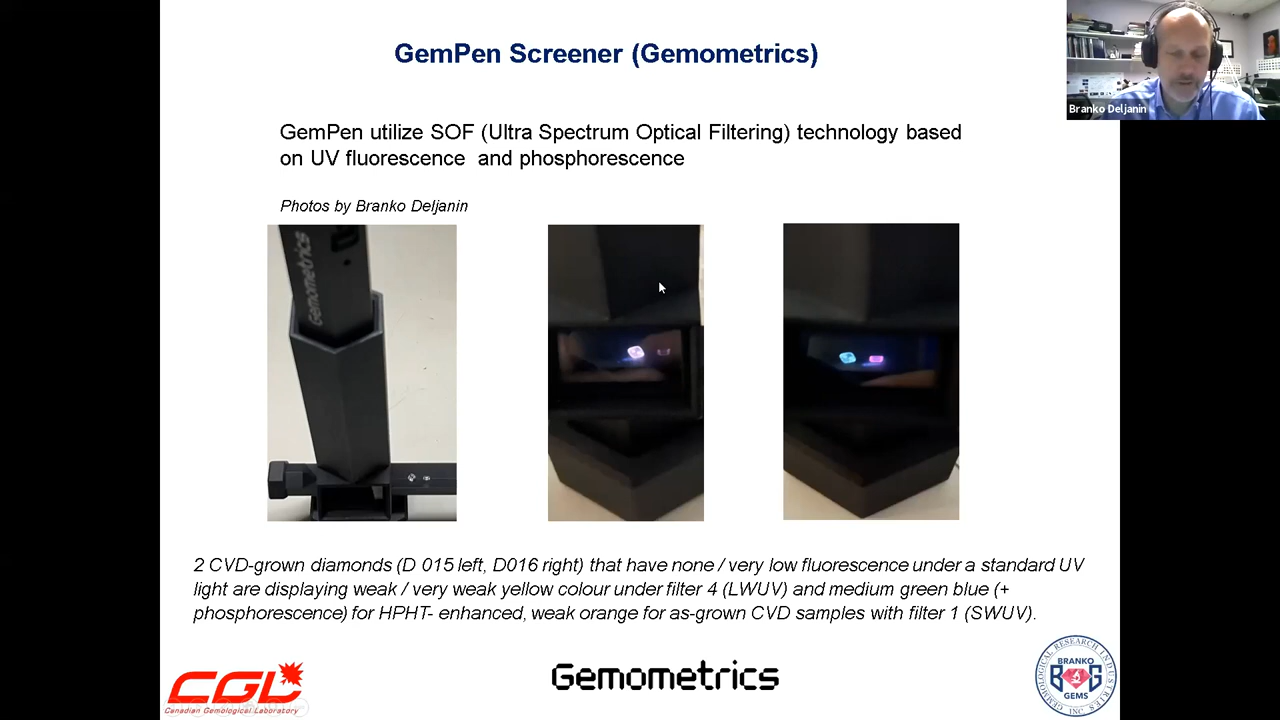 GemPen Screener (Gemometrics)
Branko Deljanin
GemPen utilize SOF (Ultra Spectrum Optical Filtering) technology based
on UV fluorescence and phosphorescence
Photos by Branko Deljanin
Gemometrics
2 CVD-grown diamonds (D 015 left, D016 right) that have none / very low fluorescence under a standard UV
light are displaying weak / very weak yellow colour under filter 4 (LWUV) and medium green blue (+
phosphorescence) for HPHT- enhanced, weak orange for as-grown CVD samples with filter 1 (SWUV).
CGL
Canadian Gemological Laboratory
Gemometrics
GEMOLOGICAL RESEARCH INDUSTRIES INC.
BRANKO
GEMS